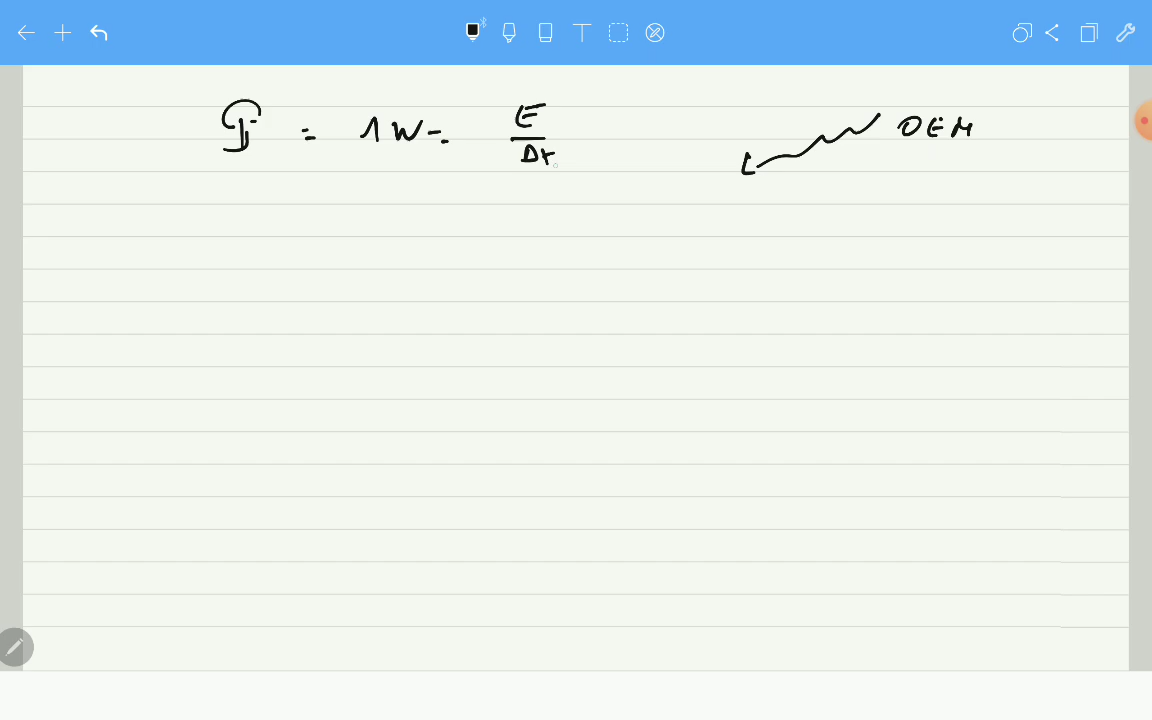 P = 1 W = E/Δt
OEM